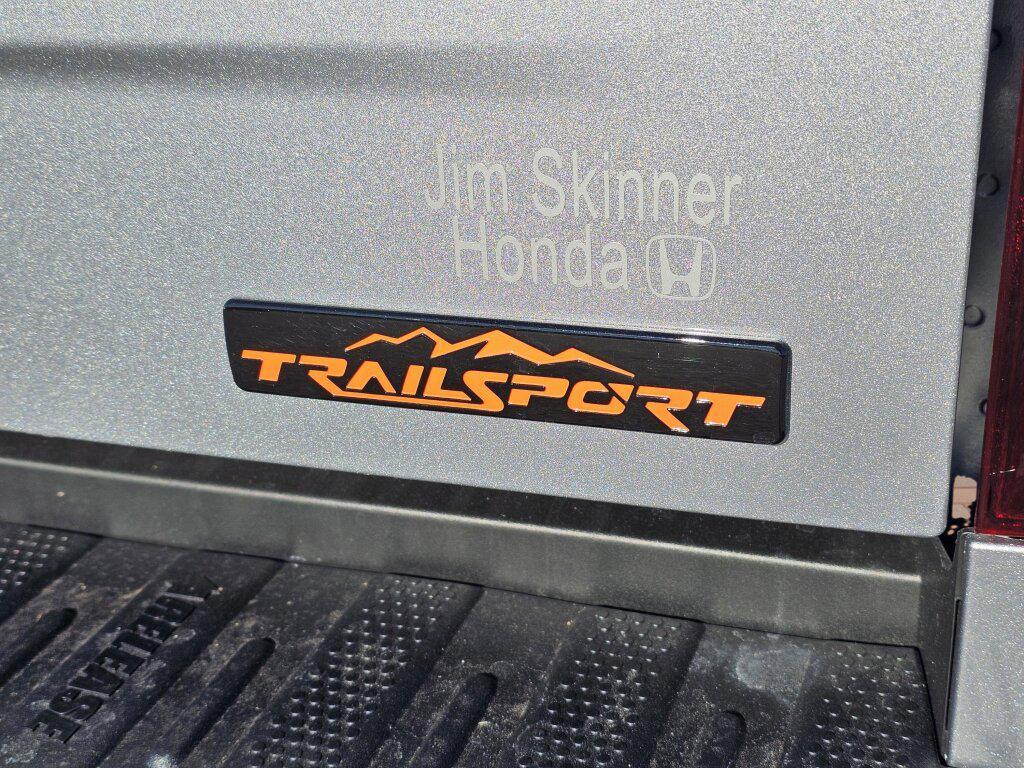 Jim Skinner
Honda
TRAILSPORT
RELEASE